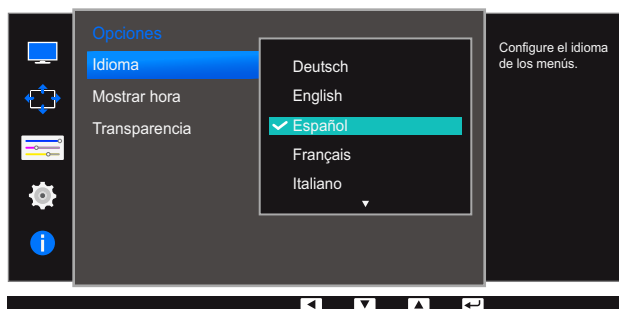 Opciones
Idioma
Mostrar hora
Transparencia
Deutsch
English
Español
Français
Italiano
Configure el idioma
de los menús.